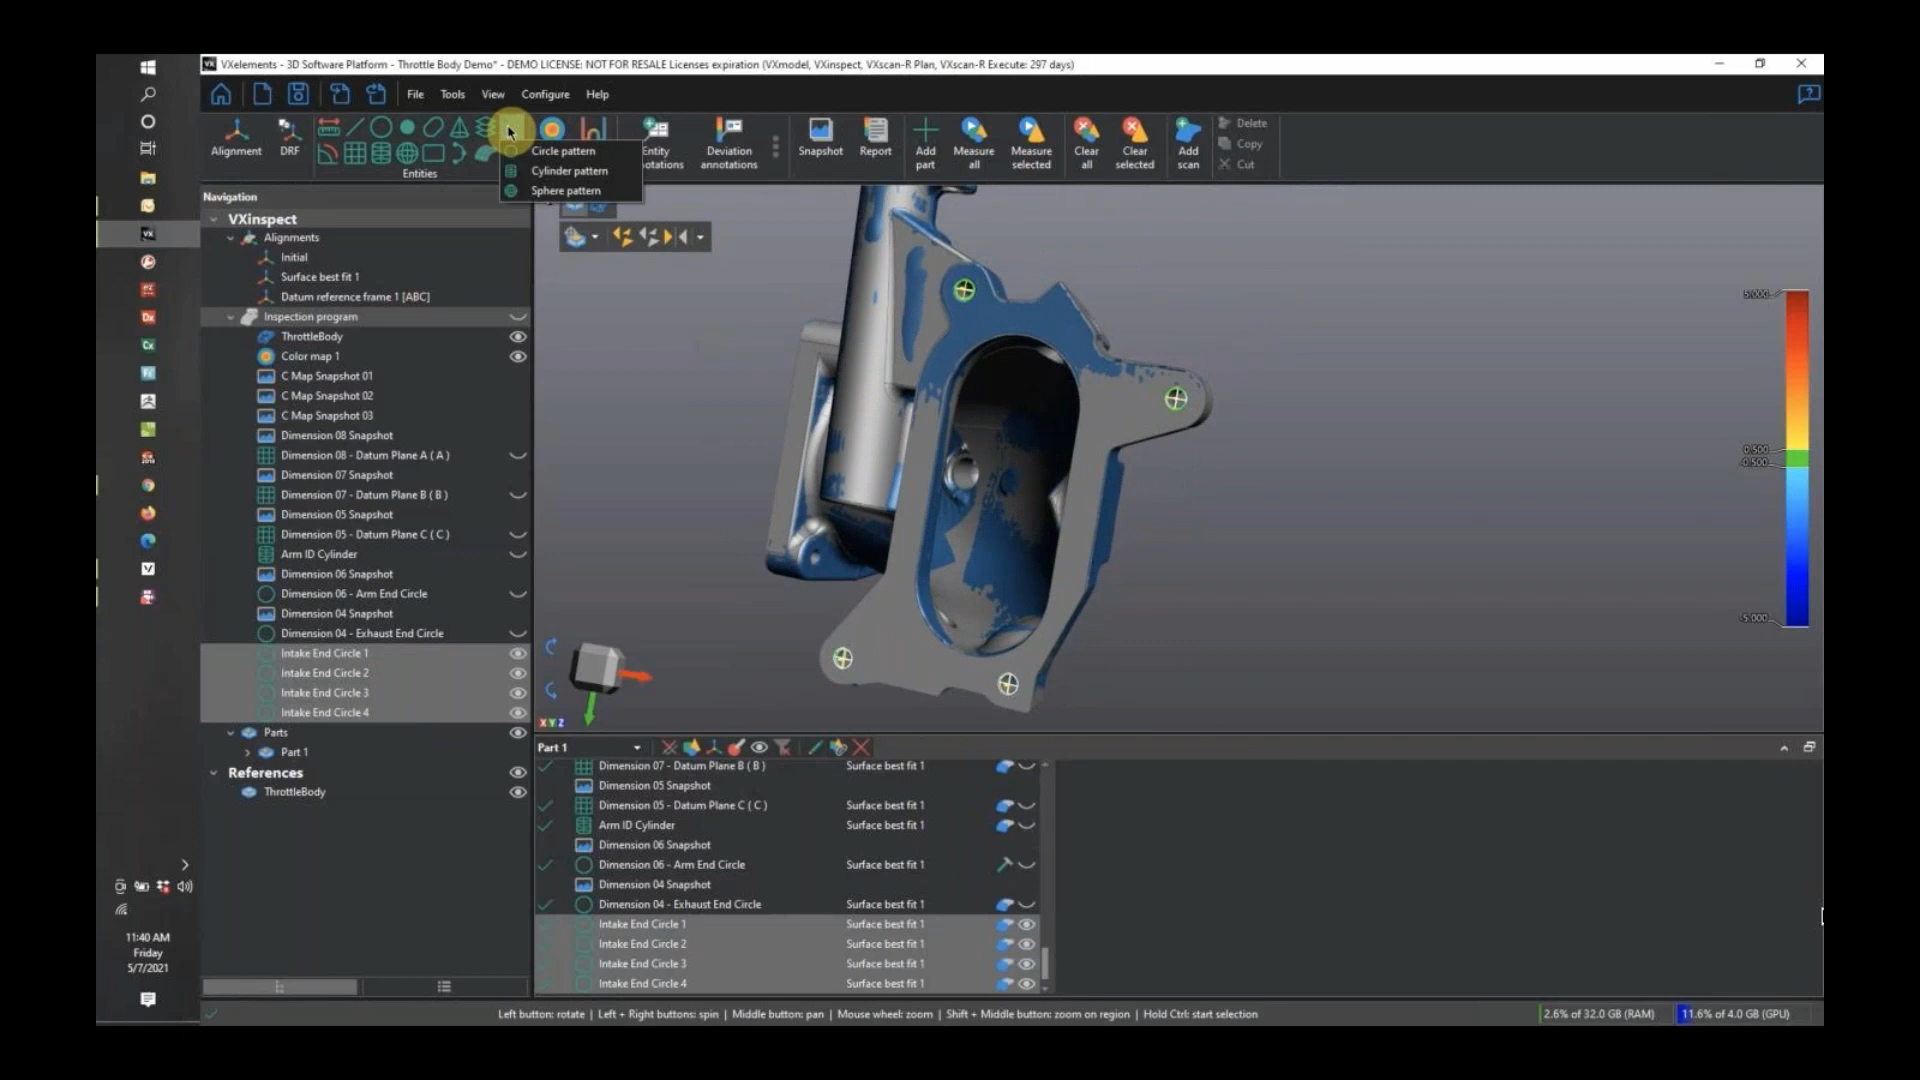 VXelements - 3D Software Platform - Throttle Body Demo* - DEMO LICENSE: NOT FOR RESALE Licenses expiration (VXmodel, VXinspect, VXscan-R Plan, VXscan-R Execute: 297 days)
File Tools View Configure Help
Alignment DRF Entities
Circle pattern
Cylinder pattern
Sphere pattern
Entity
Deviation annotations
Snapshot Report Add part Measure all Measure selected Clear all Clear selected Add scan
Delete
Copy
Cut
Navigation
VXinspect
Alignments
Initial
Surface best fit 1
Datum reference frame 1 [ABC]
Inspection program
ThrottleBody
Color map 1
C Map Snapshot 01
C Map Snapshot 02
C Map Snapshot 03
Dimension 08 Snapshot
Dimension 08 - Datum Plane A ( A )
Dimension 07 Snapshot
Dimension 07 - Datum Plane B ( B )
Dimension 05 Snapshot
Dimension 05 - Datum Plane C ( C )
Arm ID Cylinder
Dimension 06 Snapshot
Dimension 06 - Arm End Circle
Dimension 04 Snapshot
Dimension 04 - Exhaust End Circle
Intake End Circle 1
Intake End Circle 2
Intake End Circle 3
Intake End Circle 4
Parts
Part 1
References
ThrottleBody
5.000
0.500
-0.500
-5.000
X Y Z
Part 1
Dimension 07 - Datum Plane B ( B ) Surface best fit 1
Dimension 05 Snapshot
Dimension 05 - Datum Plane C ( C ) Surface best fit 1
Arm ID Cylinder Surface best fit 1
Dimension 06 Snapshot
Dimension 06 - Arm End Circle Surface best fit 1
Dimension 04 Snapshot
Dimension 04 - Exhaust End Circle Surface best fit 1
Intake End Circle 1 Surface best fit 1
Intake End Circle 2 Surface best fit 1
Intake End Circle 3 Surface best fit 1
Intake End Circle 4 Surface best fit 1
11:40 AM
Friday
5/7/2021
Left button: rotate | Left + Right buttons: spin | Middle button: pan | Mouse wheel: zoom | Shift + Middle button: zoom on region | Hold Ctrl: start selection
2.6% of 32.0 GB (RAM)
11.6% of 4.0 GB (GPU)